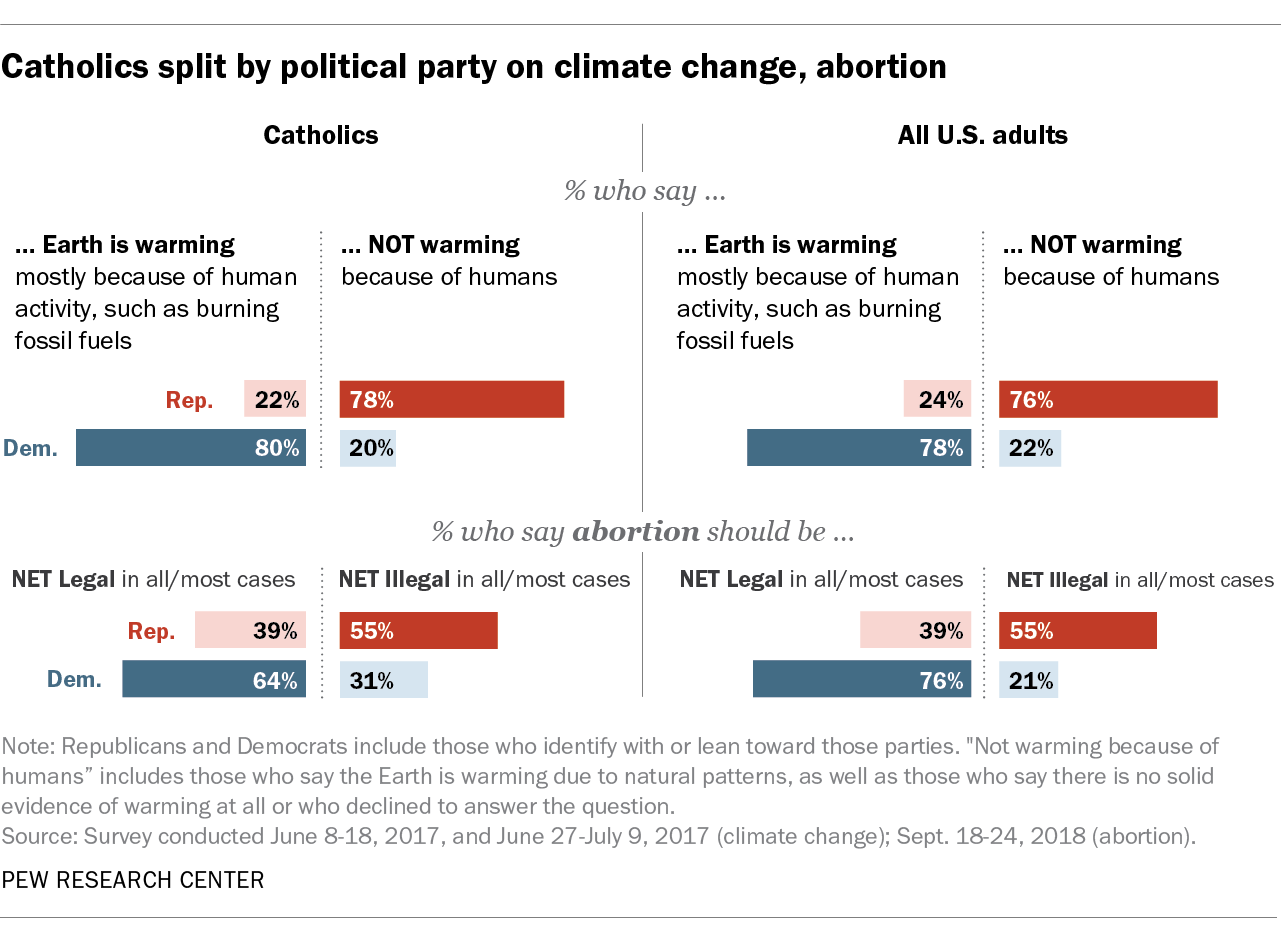 Catholics split by political party on climate change, abortion
Catholics
All U.S. adults
% who say ...
... Earth is warming
mostly because of human
activity, such as burning
fossil fuels
... NOT warming
because of humans
... Earth is warming
mostly because of human
activity, such as burning
fossil fuels
... NOT warming
because of humans
Rep. 22% 78% 24% 76%
Dem. 80% 20% 78% 22%
% who say abortion should be ...
NET Legal in all/most cases
NET Illegal in all/most cases
NET Legal in all/most cases
NET Illegal in all/most cases
Rep. 39% 55% 39% 55%
Dem. 64% 31% 76% 21%
Note: Republicans and Democrats include those who identify with or lean toward those parties. "Not warming because of
humans” includes those who say the Earth is warming due to natural patterns, as well as those who say there is no solid
evidence of warming at all or who declined to answer the question.
Source: Survey conducted June 8-18, 2017, and June 27-July 9, 2017 (climate change); Sept. 18-24, 2018 (abortion).
PEW RESEARCH CENTER